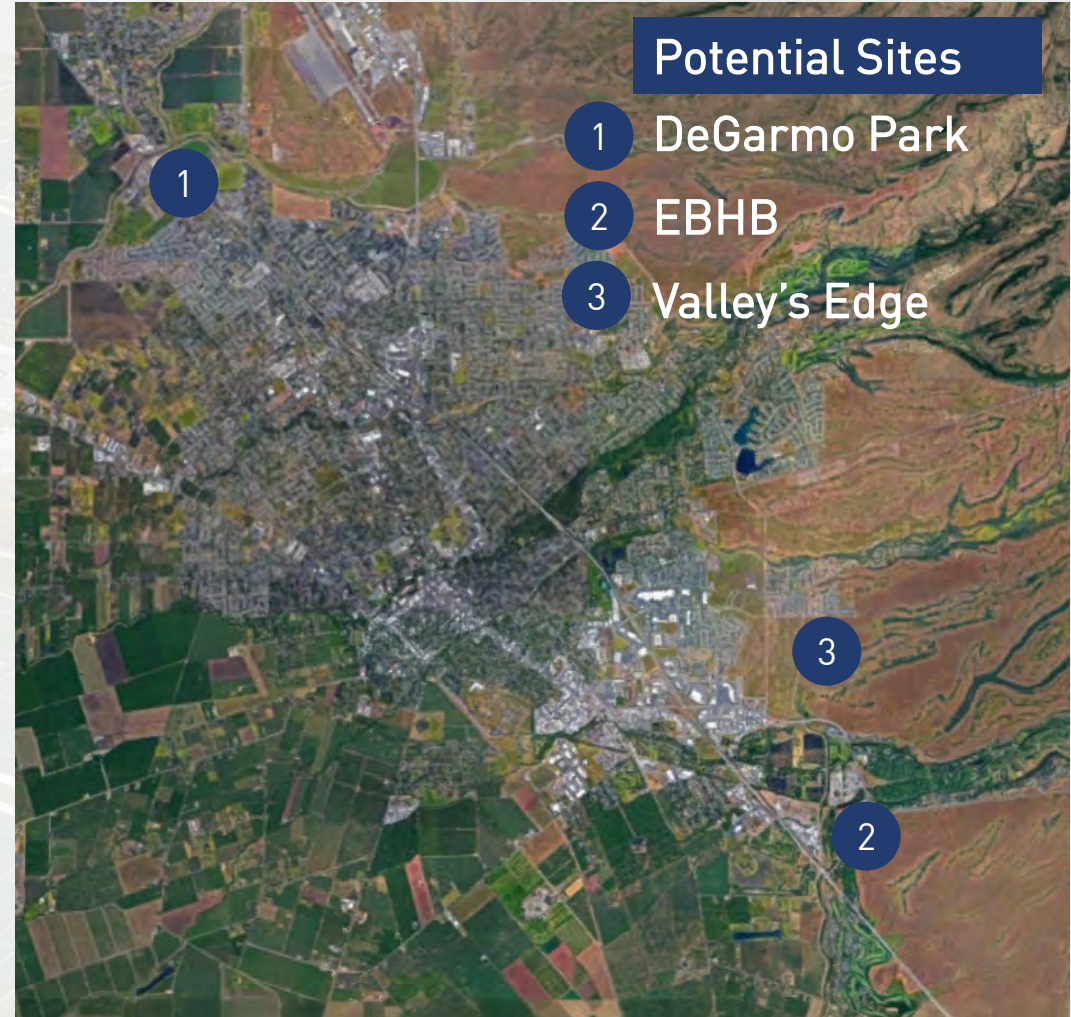 Potential Sites
1 DeGarmo Park
2 EBHB
3 Valley's Edge
1
3
2